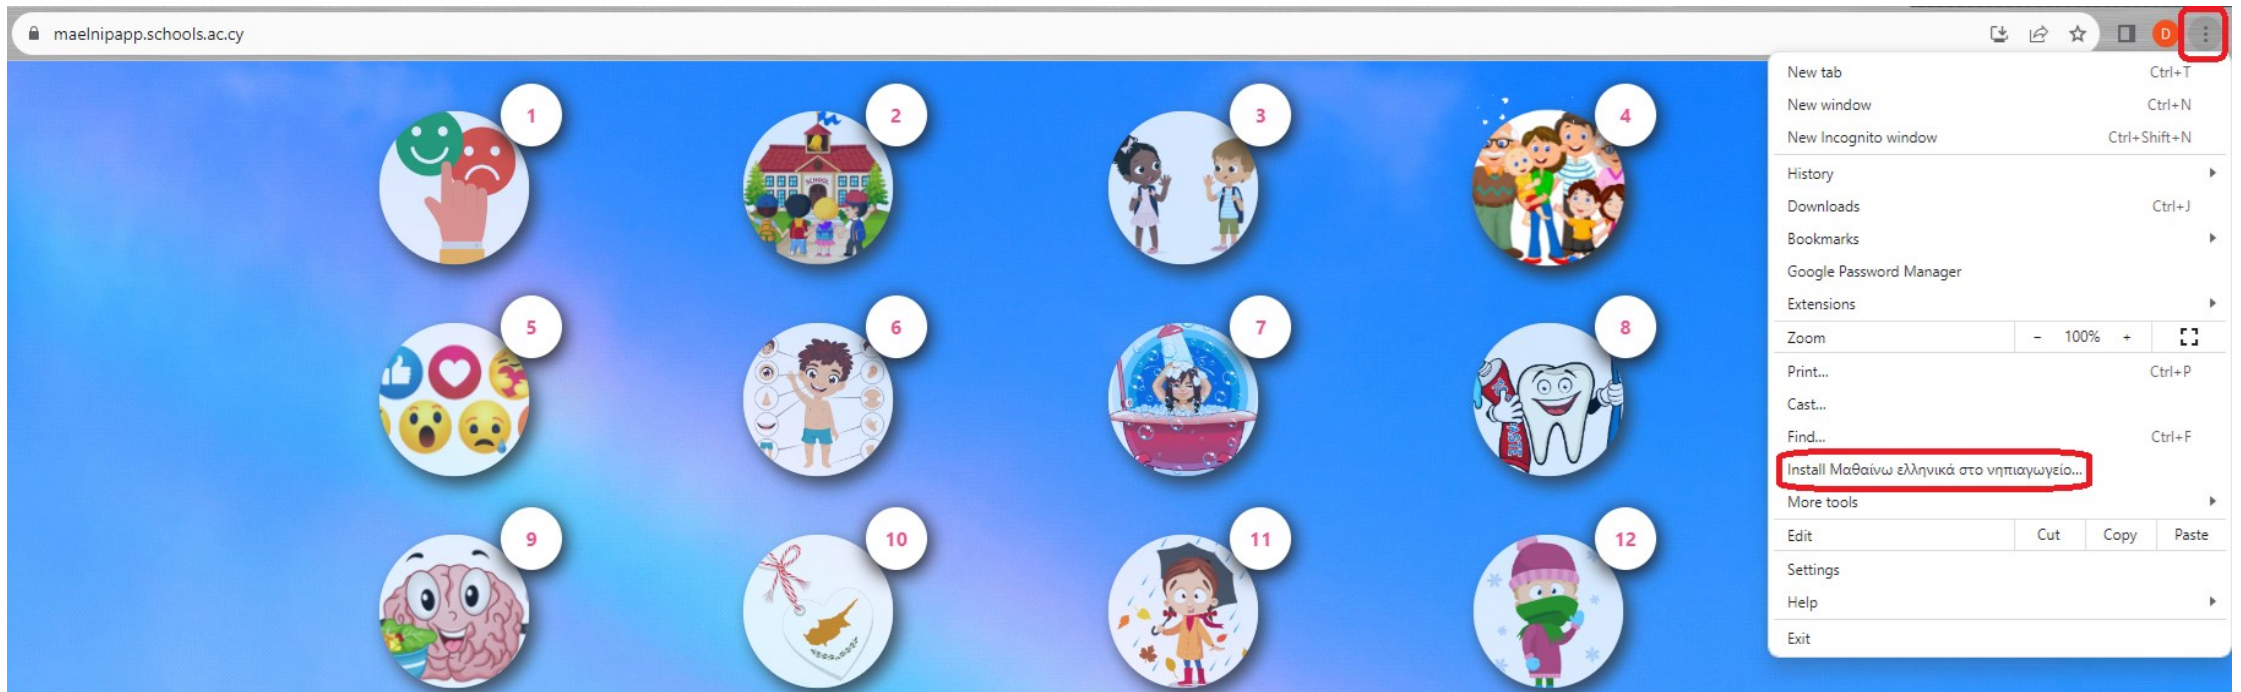 maelnipapp.schools.ac.cy
D
1
2
SCHOOL
3
4
5
6
7
8
9
10
11
12
New tab Ctrl+T
New window Ctrl+N
New Incognito window Ctrl+Shift+N
History
Downloads Ctrl+J
Bookmarks
Google Password Manager
Extensions
Zoom - 100% +
Print... Ctrl+P
Cast...
Find... Ctrl+F
Install Μαθαίνω ελληνικά στο νηπιαγωγείο...
More tools
Edit Cut Copy Paste
Settings
Help
Exit